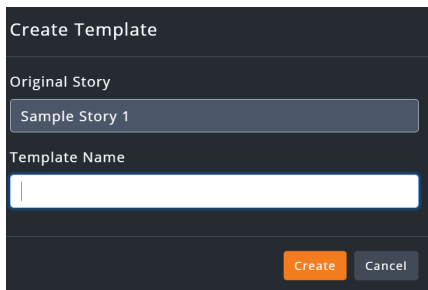 Create Template
Original Story
Sample Story 1
Template Name
Create Cancel